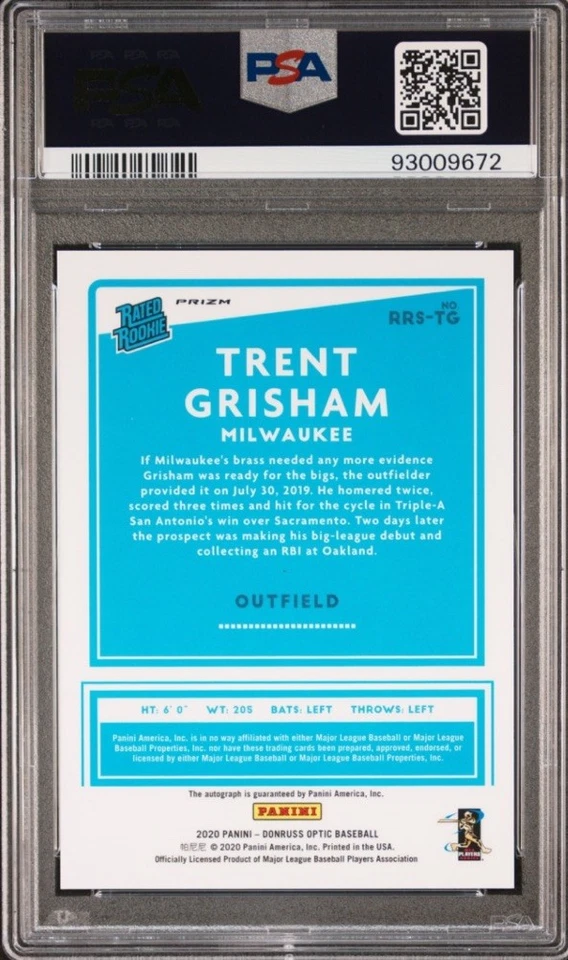 PSA
93009672
RATED
ROOKIE
PRIZM
NO
RRS-TG
TRENT
GRISHAM
MILWAUKEE
If Milwaukee's brass needed any more evidence
Grisham was ready for the bigs, the outfielder
provided it on July 30, 2019. He homered twice,
scored three times and hit for the cycle in Triple-A
San Antonio's win over Sacramento. Two days later
the prospect was making his big-league debut and
collecting an RBI at Oakland.
OUTFIELD
HT: 6' 0" WT: 205 BATS: LEFT THROWS: LEFT
Panini America, Inc. is in no way affiliated with either Major League Baseball or Major League
Baseball Properties, Inc. nor have these trading cards been prepared, approved, endorsed, or
licensed by either Major League Baseball or Major League Baseball Properties, Inc.
The autograph is guaranteed by Panini America, Inc.
PANINI
2020 PANINI – DONRUSS OPTIC BASEBALL
帕尼尼 © 2020 Panini America, Inc. Printed in the USA.
Officially Licensed Product of Major League Baseball Players Association
PLAYERS
PSA